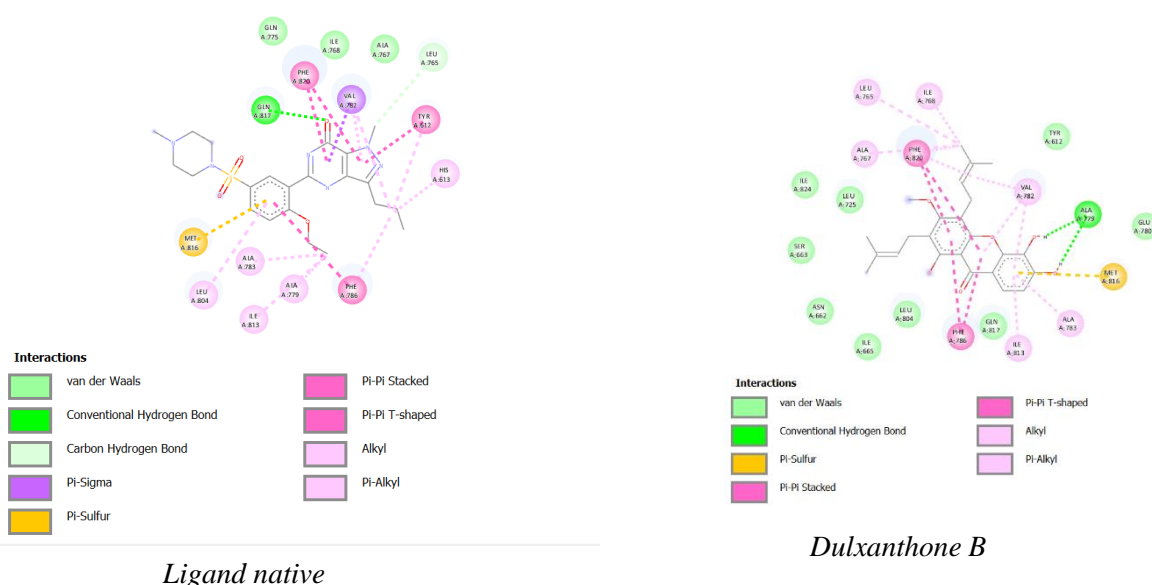 GLN
A:775
ILE
A:768
ALA
A:767
LEU
A:765
PHE
A:820
VAL
A:782
GLN
A:817
TYR
A:612
HIS
A:613
MET
A:816
ALA
A:783
LEU
A:804
ALA
A:779
PHE
A:786
ILE
A:813
Interactions
van der Waals
Conventional Hydrogen Bond
Carbon Hydrogen Bond
Pi-Sigma
Pi-Sulfur
Pi-Pi Stacked
Pi-Pi T-shaped
Alkyl
Pi-Alkyl
Ligand native
LEU
A:765
ILE
A:768
TYR
A:612
ALA
A:767
PHE
A:820
ILE
A:824
LEU
A:725
VAL
A:782
ALA
A:779
GLU
A:780
SER
A:663
MET
A:816
ASN
A:662
LEU
A:804
GLN
A:817
ALA
A:783
ILE
A:665
PHE
A:786
ILE
A:813
Interactions
van der Waals
Conventional Hydrogen Bond
Pi-Sulfur
Pi-Pi Stacked
Pi-Pi T-shaped
Alkyl
Pi-Alkyl
Dulxanthone B